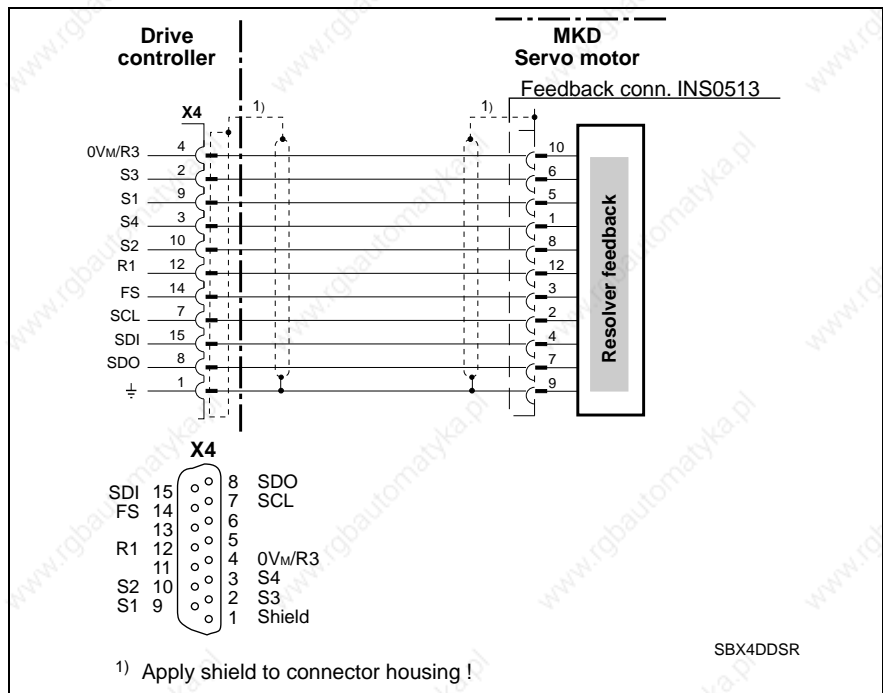 Drive
controller
MKD
Servo motor
Feedback conn. INS0513
X4
1)
1)
0VM/R3 4 10
S3 2 6
S1 9 5
S4 3 1
S2 10 8
R1 12 12
FS 14 3
SCL 7 2
SDI 15 4
SDO 8 7
⏚ 1 9
Resolver feedback
X4
8 SDO
SDI 15
7 SCL
FS 14
6
13
5
R1 12
4 0VM/R3
11
3 S4
S2 10
2 S3
S1 9
1 Shield
SBX4DDSR
1) Apply shield to connector housing !
www.rgbautomatyka.pl